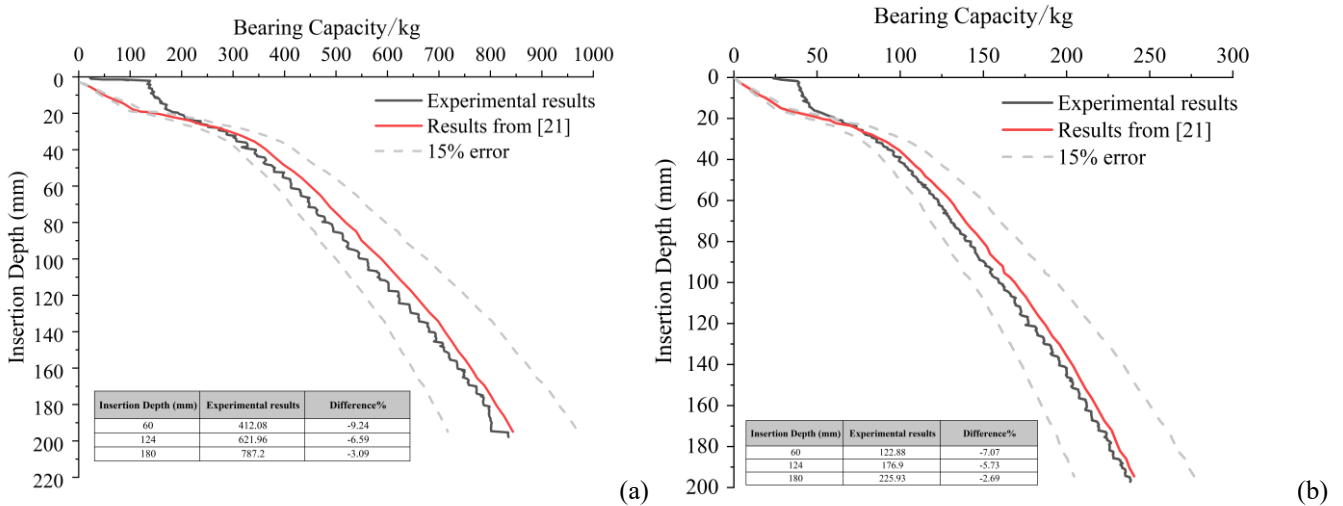 Bearing Capacity/kg
0 100 200 300 400 500 600 700 800 900 1000
0
20
40
60
80
100
120
140
160
180
200
220
Insertion Depth (mm)
Experimental results
Results from [21]
15% error
Insertion Depth (mm) Experimental results Difference%
60 412.08 -9.24
124 621.96 -6.59
180 787.2 -3.09
(a)
Bearing Capacity/kg
0 50 100 150 200 250 300
0
20
40
60
80
100
120
140
160
180
200
Insertion Depth (mm)
Experimental results
Results from [21]
15% error
Insertion Depth (mm) Experimental results Difference%
60 122.88 -7.07
124 176.9 -5.73
180 225.93 -2.69
(b)